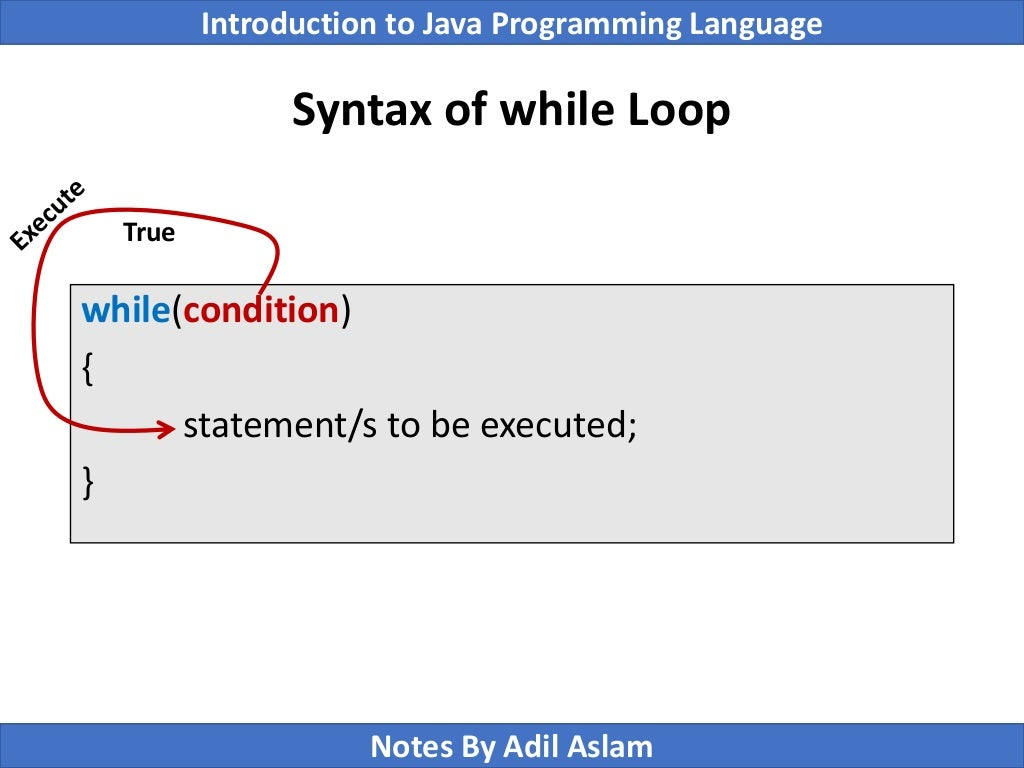 Introduction to Java Programming Language
Syntax of while Loop
Execute
True
while(condition)
{
statement/s to be executed;
}
Notes By Adil Aslam